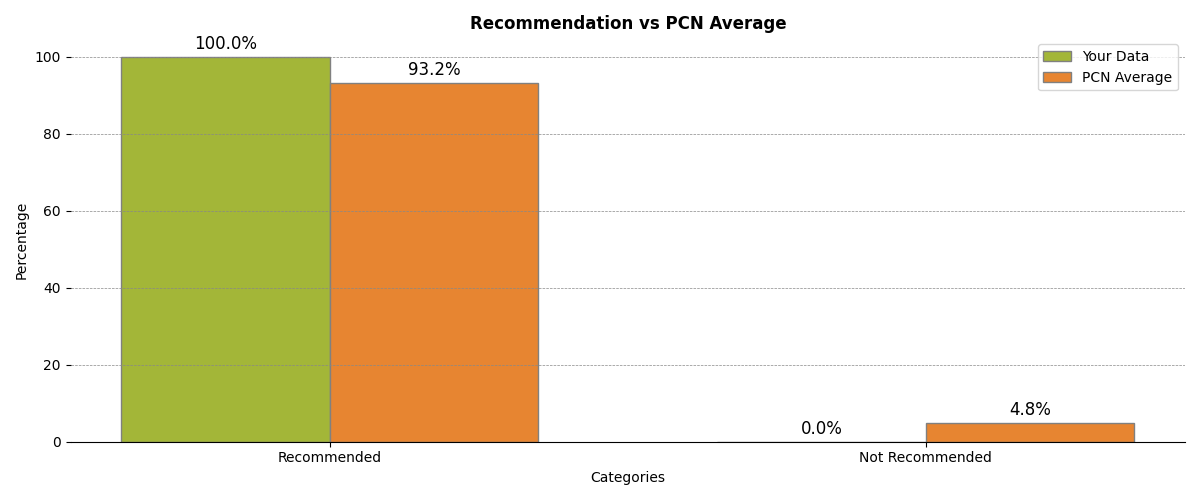 Recommendation vs PCN Average
Your Data
PCN Average
100.0%
93.2%
0.0%
4.8%
100
80
60
40
20
0
Percentage
Recommended
Not Recommended
Categories